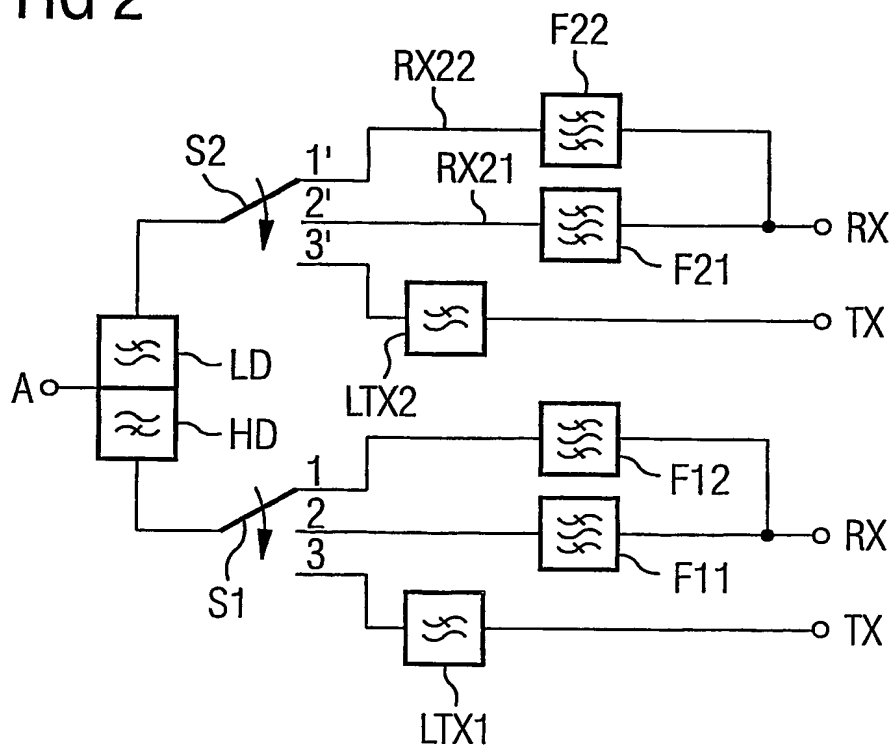 FIG 2
F22
RX22
S2
1'
RX21
2'
RX
3'
F21
LD
TX
A
LTX2
HD
1
F12
2
RX
3
F11
S1
TX
LTX1